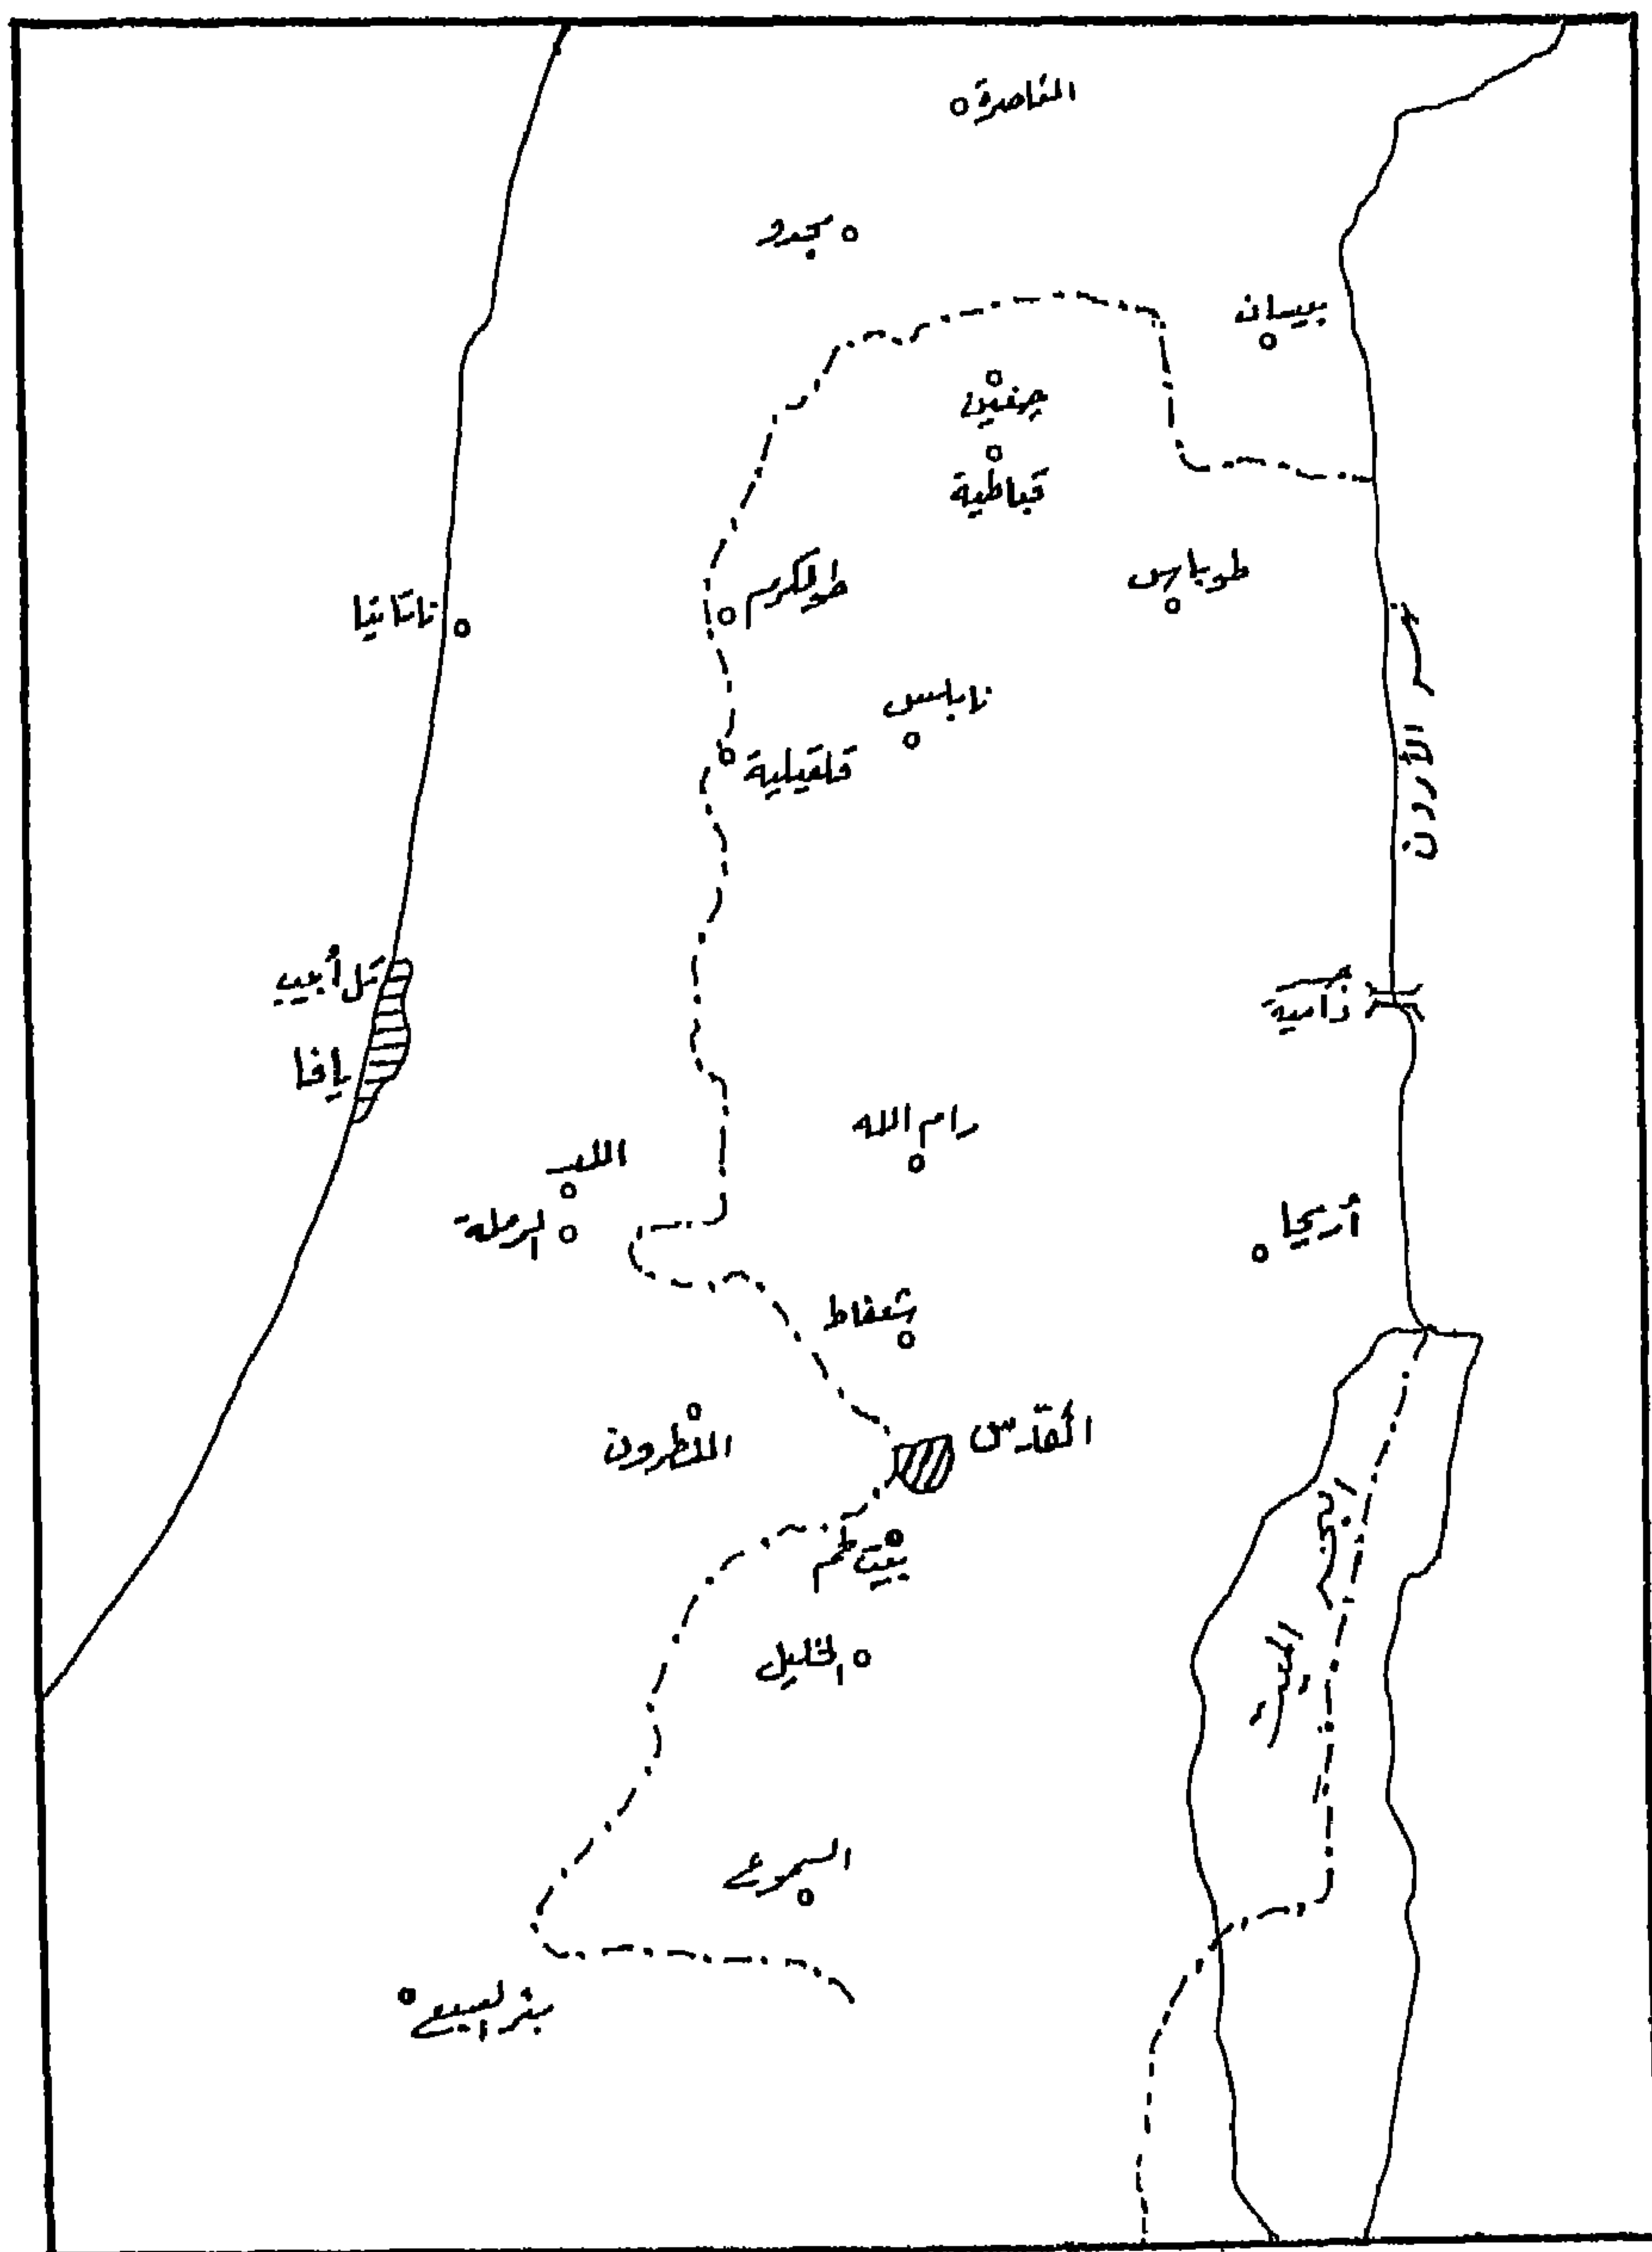 الناصرة
مجدو
بيسان
جنين
قباطية
طوباس
طولكرم
ناتانيا
نابلس
قلقيلية
نهر
الأردن
تل أبيب
يافا
جسر
دامية
رام الله
اللد
الرملة
أريحا
شعفاط
القدس
اللطرون
بيت لحم
البحر
الميت
الخليل
السموع
بئر السبع